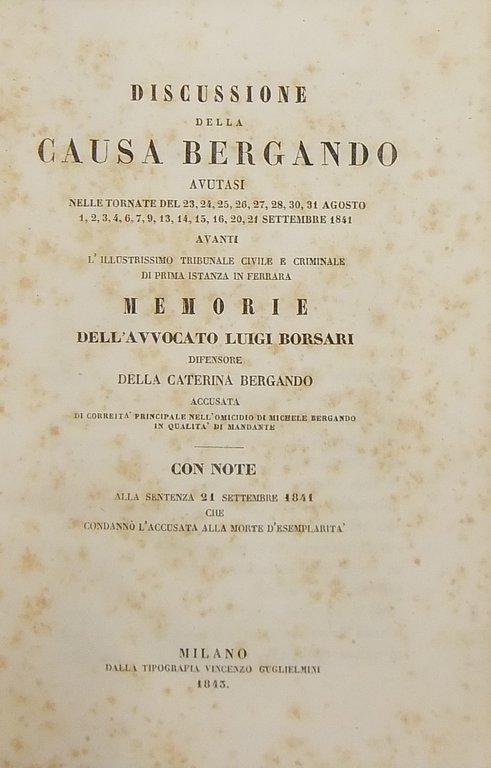 DISCUSSIONE
DELLA
CAUSA BERGANDO
AVUTASI
NELLE TORNATE DEL 23, 24, 25, 26, 27, 28, 30, 31 AGOSTO
1, 2, 3, 4, 6, 7, 9, 13, 14, 15, 16, 20, 21 SETTEMBRE 1841
AVANTI
L'ILLUSTRISSIMO TRIBUNALE CIVILE E CRIMINALE
DI PRIMA ISTANZA IN FERRARA
MEMORIE
DELL'AVVOCATO LUIGI BORSARI
DIFENSORE
DELLA CATERINA BERGANDO
ACCUSATA
DI CORREITA' PRINCIPALE NELL'OMICIDIO DI MICHELE BERGANDO
IN QUALITA' DI MANDANTE
CON NOTE
ALLA SENTENZA 21 SETTEMBRE 1841
CHE
CONDANNÒ L'ACCUSATA ALLA MORTE D'ESEMPLARITA'
MILANO
DALLA TIPOGRAFIA VINCENZO GUGLIELMINI
1843.